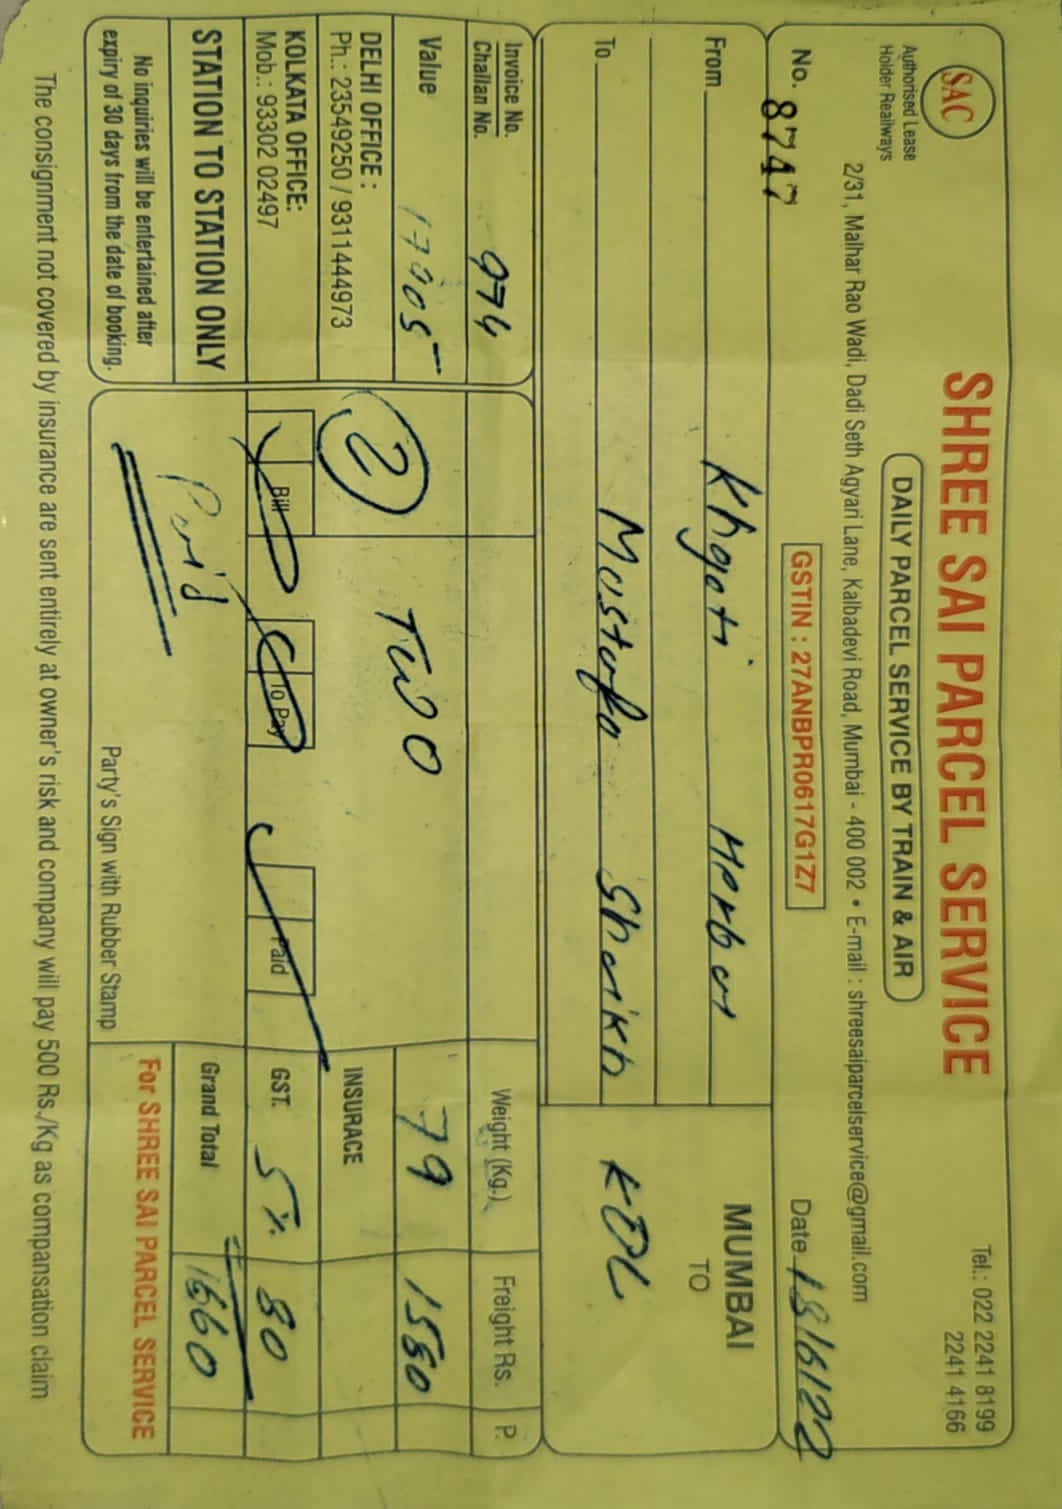 SAC
Authorised Lease
Holder Realiways
SHREE SAI PARCEL SERVICE
DAILY PARCEL SERVICE BY TRAIN & AIR
Tel.: 022 2241 8199
2241 4166
2/31, Malhar Rao Wadi, Dadi Seth Agyari Lane, Kalbadevi Road, Mumbai - 400 002 • E-mail : shreesaiparcelservice@gmail.com
No. 8747
GSTIN : 27ANBPR0617G1Z7
Date 18/6/22
From Khyati Herbal
MUMBAI
TO
To Mustufa Shaikh
KOL
Invoice No.
Challan No. 974
Weight (Kg.) Freight Rs. P.
Value 17005
2 TWO
79 1580
DELHI OFFICE :
Ph.: 23549250 / 9311444973
INSURACE
KOLKATA OFFICE:
Mob.: 93302 02497
Bill To Pay Paid
GST. 5% 80
STATION TO STATION ONLY
Paid
Grand Total 1660
No inquiries will be entertained after
expiry of 30 days from the date of booking.
Party's Sign with Rubber Stamp
For SHREE SAI PARCEL SERVICE
The consignment not covered by insurance are sent entirely at owner's risk and company will pay 500 Rs./Kg as compansation claim